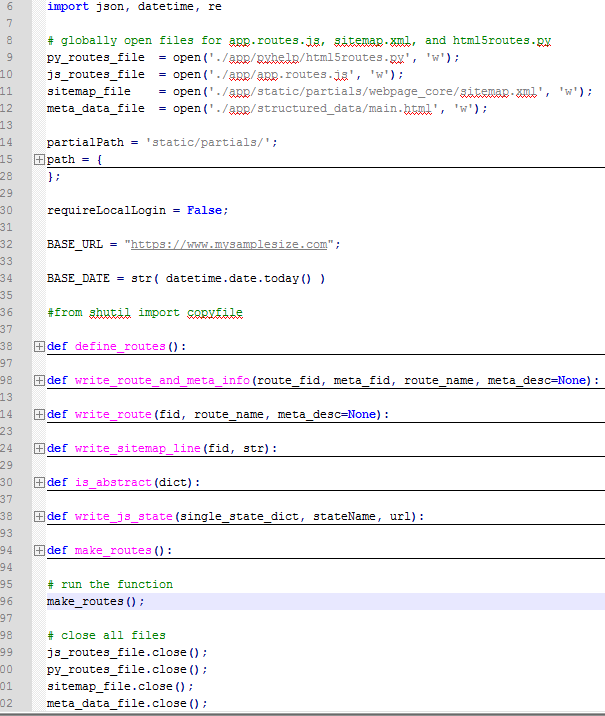 6 import json, datetime, re
7
8 # globally open files for app.routes.js, sitemap.xml, and html5routes.py
9 py_routes_file = open('./app/pyhelp/html5routes.py', 'w');
10 js_routes_file = open('./app/app.routes.js', 'w');
11 sitemap_file = open('./app/static/partials/webpage_core/sitemap.xml', 'w');
12 meta_data_file = open('./app/structured_data/main.html', 'w');
13
14 partialPath = 'static/partials/';
15 path = {
28 };
29
30 requireLocalLogin = False;
31
32 BASE_URL = "https://www.mysamplesize.com";
33
34 BASE_DATE = str( datetime.date.today() )
35
36 #from shutil import copyfile
37
38 def define_routes():
97
98 def write_route_and_meta_info(route_fid, meta_fid, route_name, meta_desc=None):
13
14 def write_route(fid, route_name, meta_desc=None):
23
24 def write_sitemap_line(fid, str):
29
30 def is_abstract(dict):
37
38 def write_js_state(single_state_dict, stateName, url):
93
94 def make_routes():
94
95 # run the function
96 make_routes();
97
98 # close all files
99 js_routes_file.close();
00 py_routes_file.close();
01 sitemap_file.close();
02 meta_data_file.close();